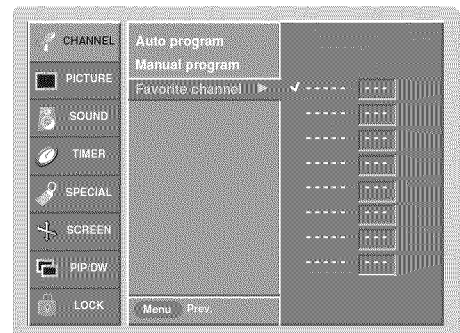 CHANNEL
PICTURE
SOUND
TIMER
SPECIAL
SCREEN
PIP/DW
LOCK
Auto program
Manual program
Favorite channel ▶
✓ ----- ---
----- ---
----- ---
----- ---
----- ---
----- ---
----- ---
----- ---
Menu Prev.